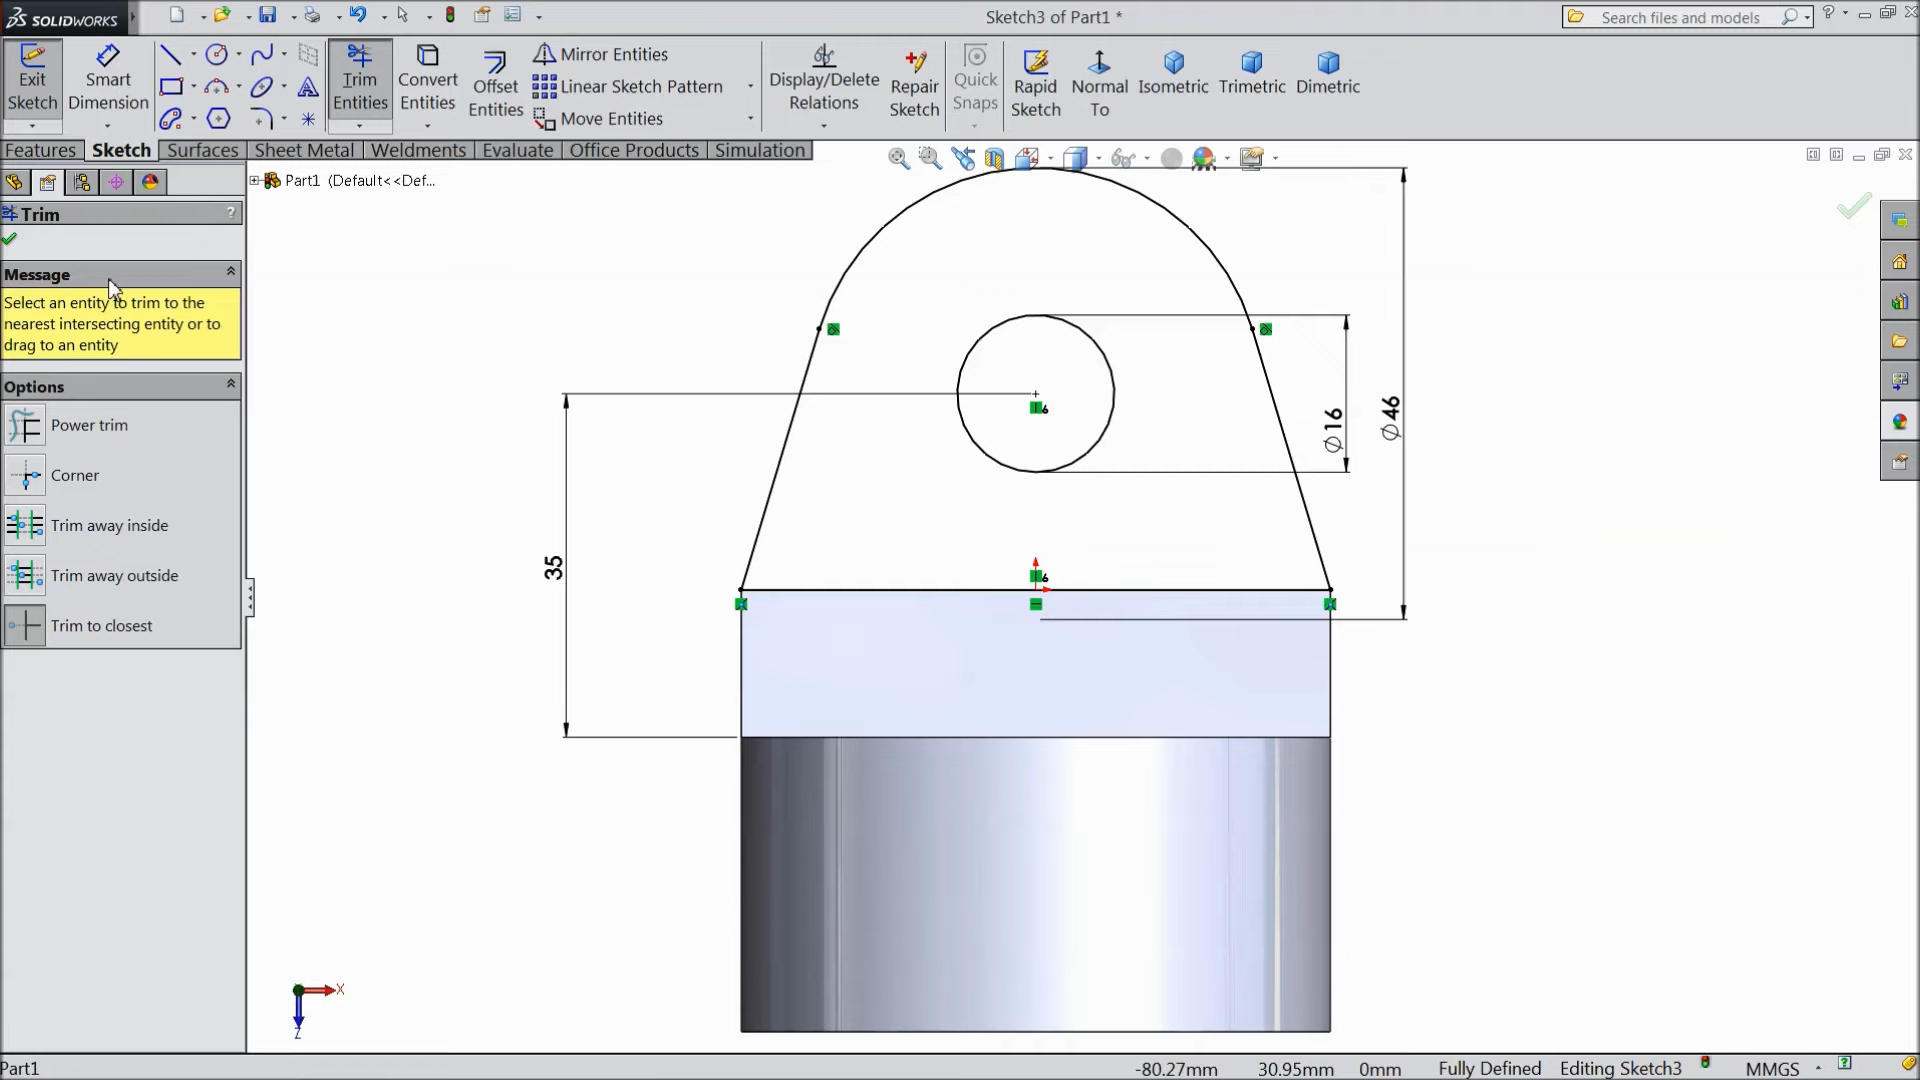 SOLIDWORKS
Sketch3 of Part1 *
Search files and models
Exit Sketch
Smart Dimension
Trim Entities
Convert Entities
Offset Entities
Mirror Entities
Linear Sketch Pattern
Move Entities
Display/Delete Relations
Repair Sketch
Quick Snaps
Rapid Sketch
Normal To
Isometric
Trimetric
Dimetric
Features
Sketch
Surfaces
Sheet Metal
Weldments
Evaluate
Office Products
Simulation
Part1 (Default<<Def...
Trim
?
Message
Select an entity to trim to the
nearest intersecting entity or to
drag to an entity
Options
Power trim
Corner
Trim away inside
Trim away outside
Trim to closest
∅16
∅46
35
6
6
X
Z
Part1
-80.27mm
30.95mm
0mm
Fully Defined
Editing Sketch3
MMGS